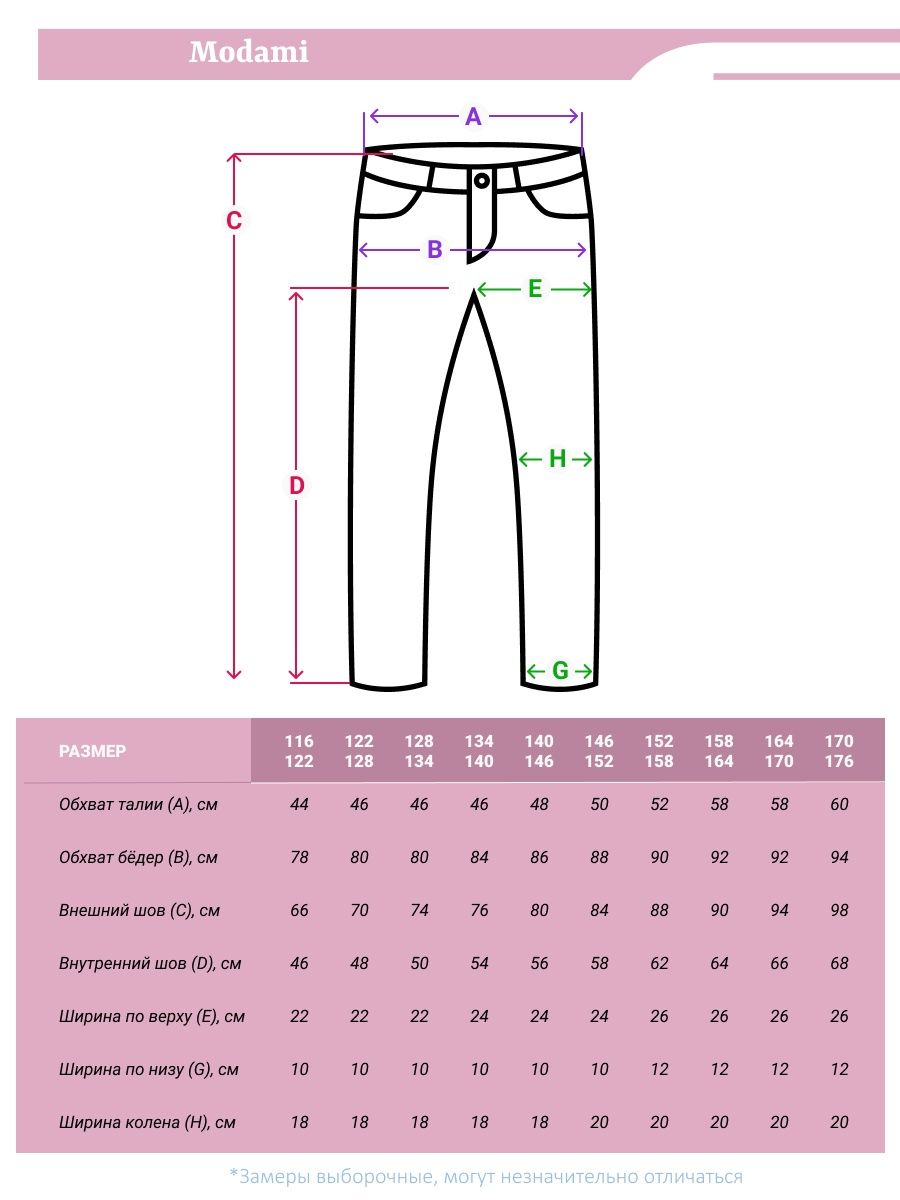 Modami
A
C
B
E
H
D
G
РАЗМЕР 116 122 128 134 140 146 152 158 164 170
122 128 134 140 146 152 158 164 170 176
Обхват талии (A), см 44 46 46 46 48 50 52 58 58 60
Обхват бёдер (B), см 78 80 80 84 86 88 90 92 92 94
Внешний шов (C), см 66 70 74 76 80 84 88 90 94 98
Внутренний шов (D), см 46 48 50 54 56 58 62 64 66 68
Ширина по верху (E), см 22 22 22 24 24 24 26 26 26 26
Ширина по низу (G), см 10 10 10 10 10 10 12 12 12 12
Ширина колена (H), см 18 18 18 18 18 20 20 20 20 20
*Замеры выборочные, могут незначительно отличаться